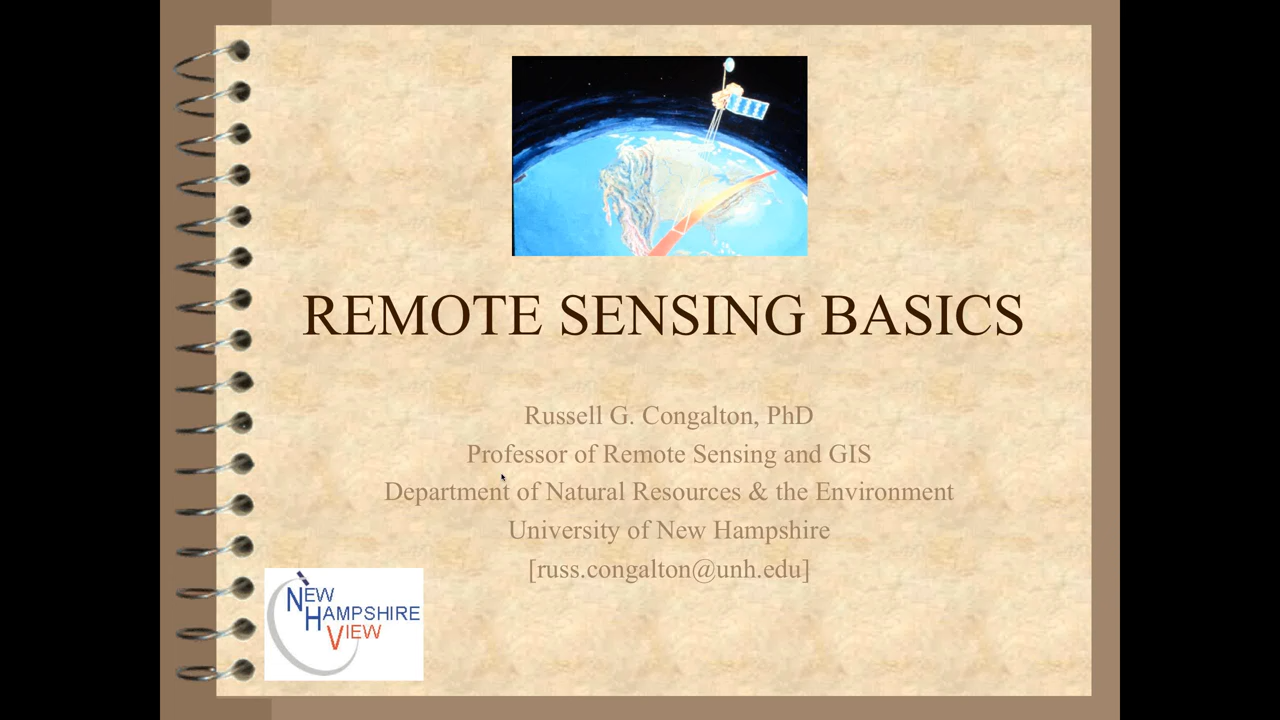 REMOTE SENSING BASICS
Russell G. Congalton, PhD
Professor of Remote Sensing and GIS
Department of Natural Resources & the Environment
University of New Hampshire
[russ.congalton@unh.edu]
NEW
HAMPSHIRE
VIEW